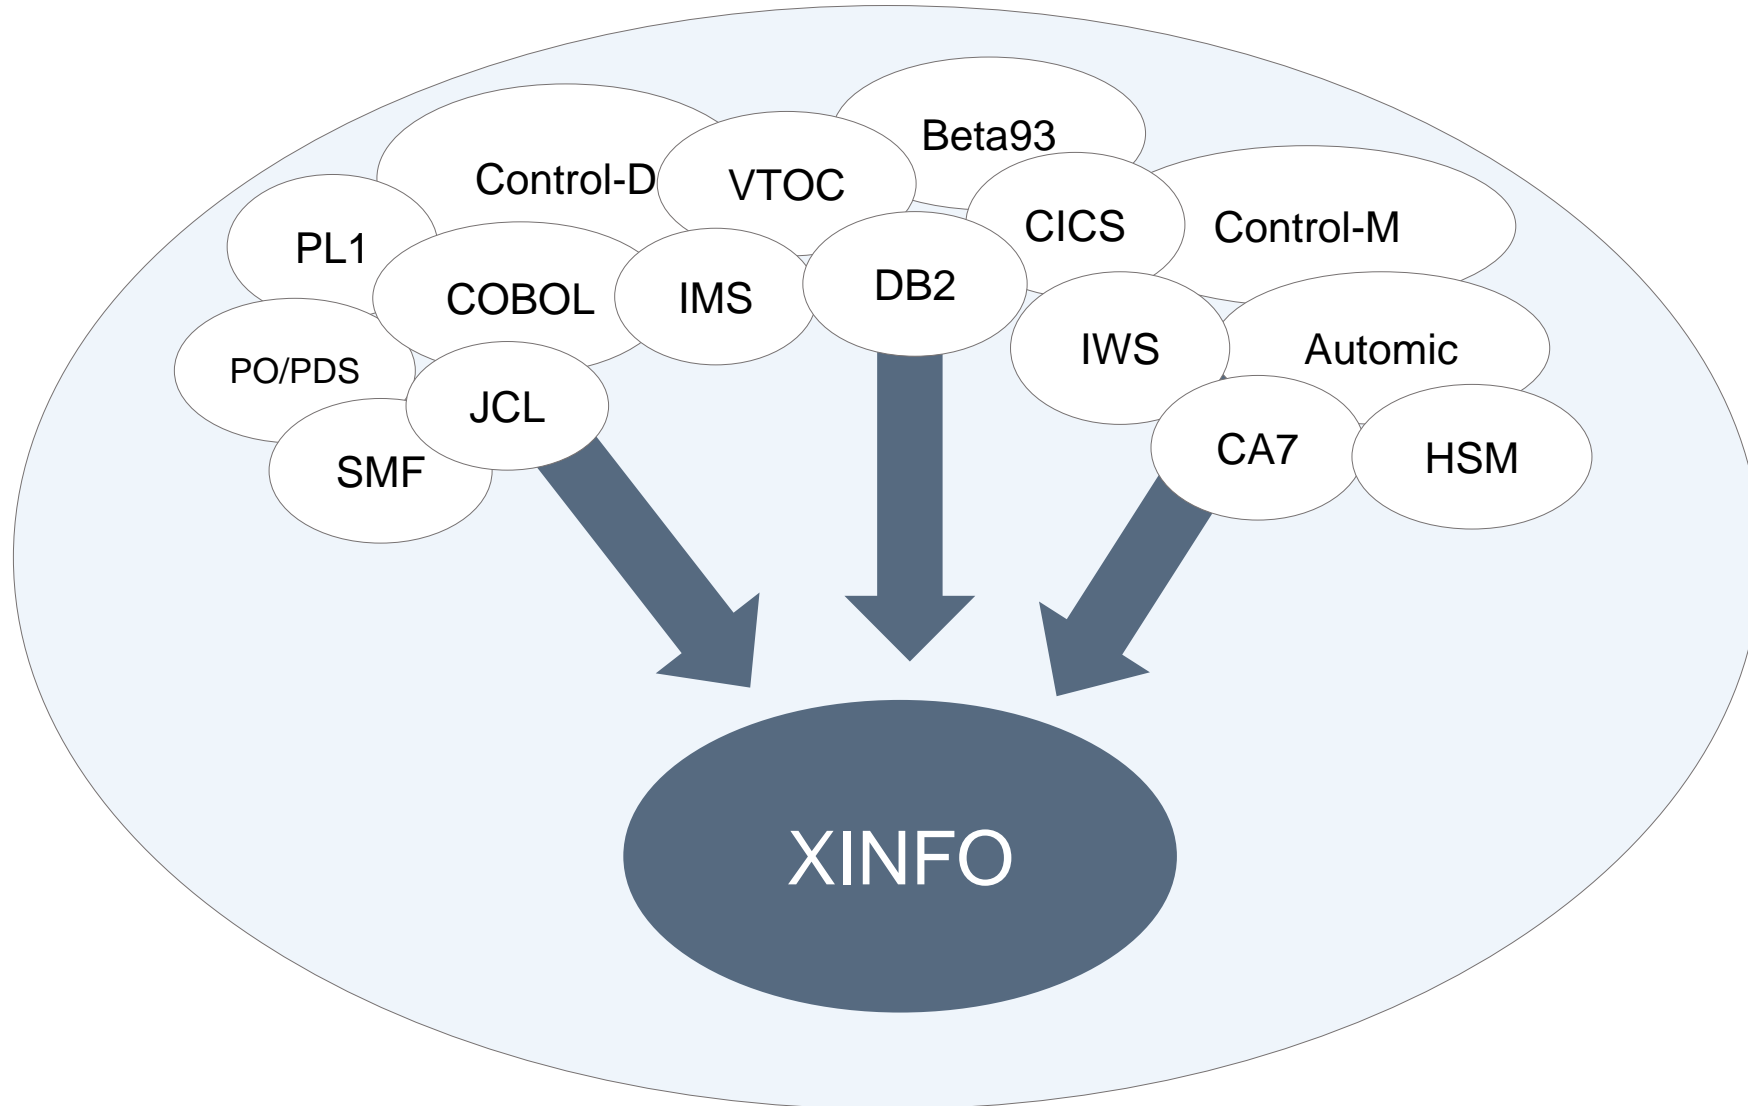 Beta93
Control-D
VTOC
CICS
Control-M
PL1
COBOL
IMS
DB2
IWS
Automic
PO/PDS
JCL
SMF
CA7
HSM
XINFO